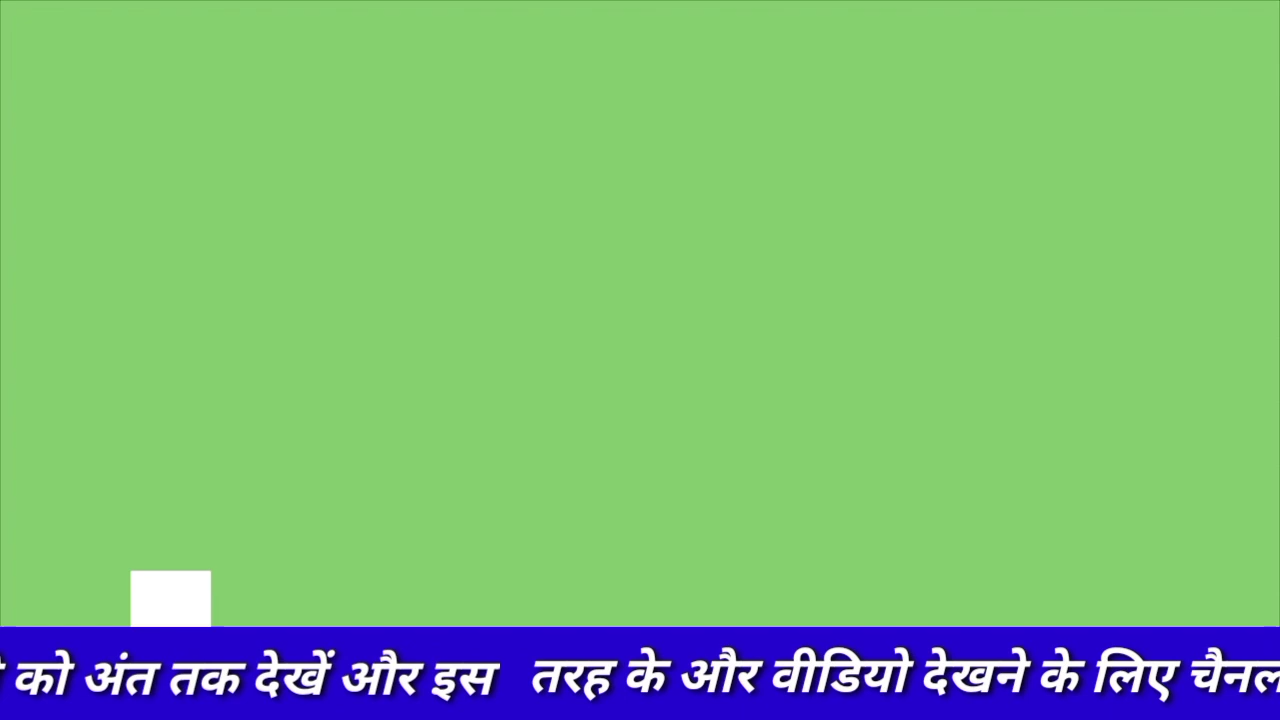 को अंत तक देखें और इस तरह के और वीडियो देखने के लिए चैनल